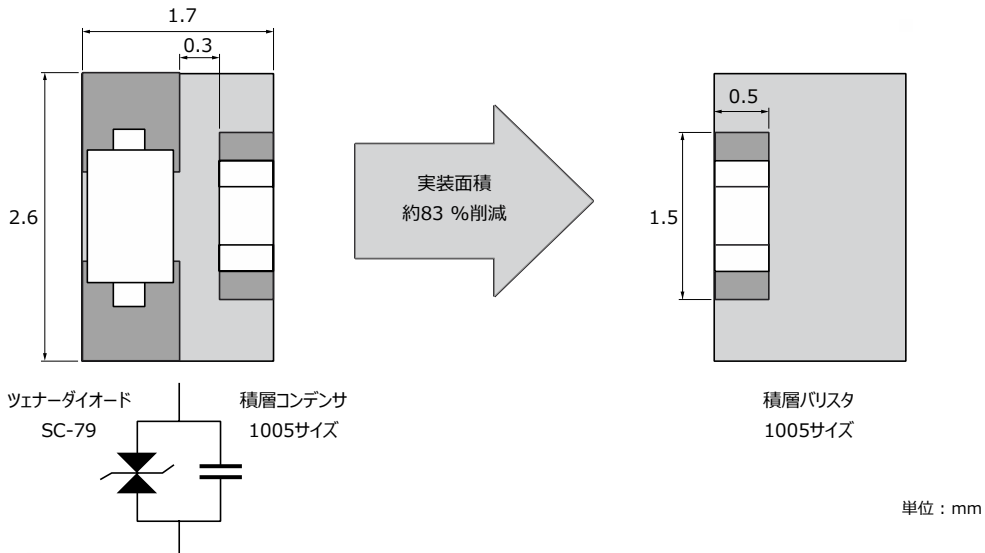 1.7
0.3
2.6
実装面積
約83 %削減
0.5
1.5
ツェナーダイオード
SC-79
積層コンデンサ
1005サイズ
積層バリスタ
1005サイズ
単位：mm